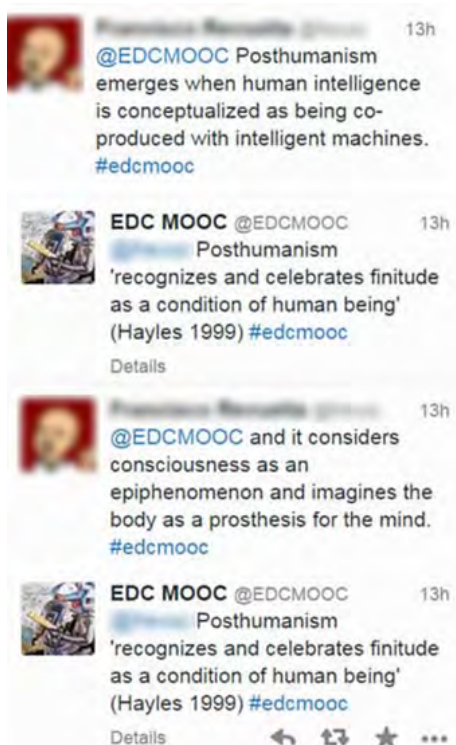 13h
@EDCMOOC Posthumanism
emerges when human intelligence
is conceptualized as being co-
produced with intelligent machines.
#edcmooc
EDC MOOC @EDCMOOC 13h
Posthumanism
'recognizes and celebrates finitude
as a condition of human being'
(Hayles 1999) #edcmooc
Details
13h
@EDCMOOC and it considers
consciousness as an
epiphenomenon and imagines the
body as a prosthesis for the mind.
#edcmooc
EDC MOOC @EDCMOOC 13h
Posthumanism
'recognizes and celebrates finitude
as a condition of human being'
(Hayles 1999) #edcmooc
Details